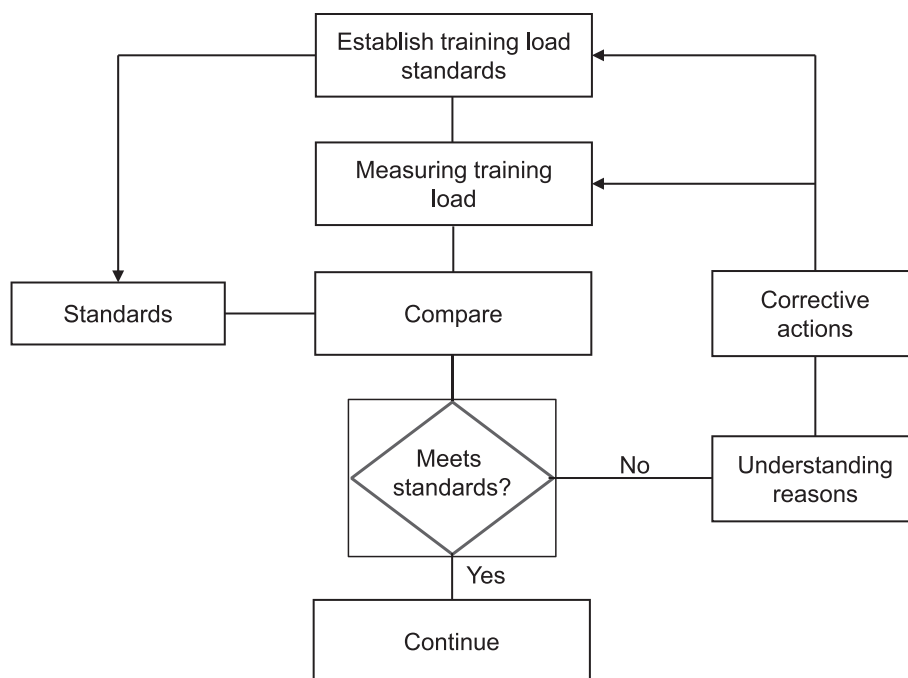 Establish training load
standards
Measuring training
load
Standards
Compare
Corrective
actions
Meets
standards?
No
Understanding
reasons
Yes
Continue